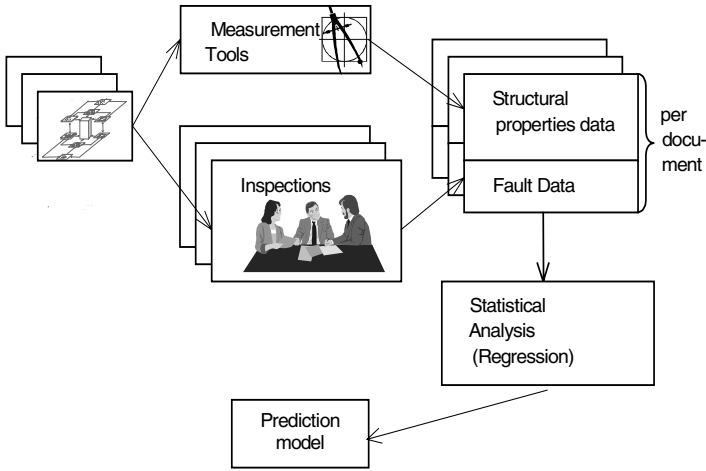 Measurement
Tools
Inspections
Structural
properties data
Fault Data
per
docu-
ment
Statistical
Analysis
(Regression)
Prediction
model